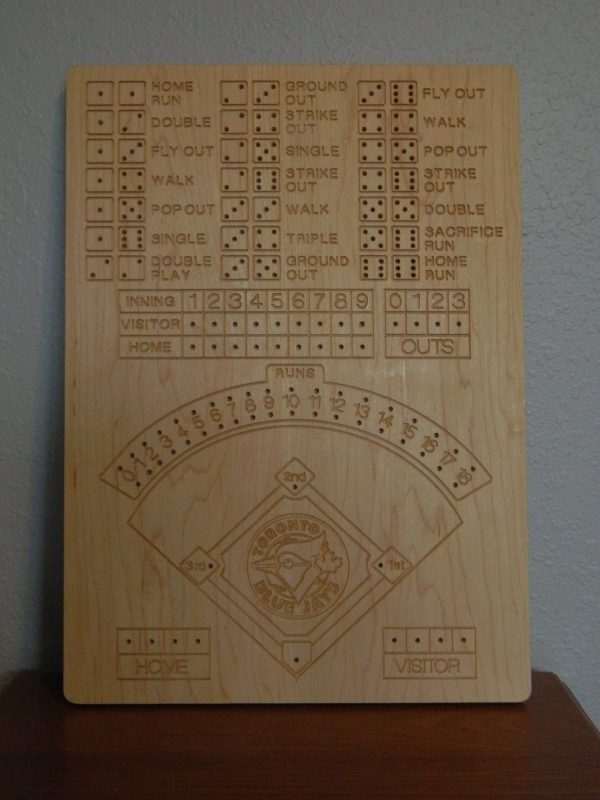 HOME RUN GROUND OUT FLY OUT
DOUBLE STRIKE OUT WALK
FLY OUT SINGLE POP OUT
WALK STRIKE OUT STRIKE OUT
POP OUT WALK DOUBLE
SINGLE TRIPLE SACRIFICE RUN
DOUBLE PLAY GROUND OUT HOME RUN
INNING 1 2 3 4 5 6 7 8 9 0 1 2 3
VISITOR
HOME OUTS
RUNS
0 1 2 3 4 5 6 7 8 9 10 11 12 13 14 15 16 17 18
2nd
TORONTO
3rd 1st
BLUE JAYS
HOME VISITOR